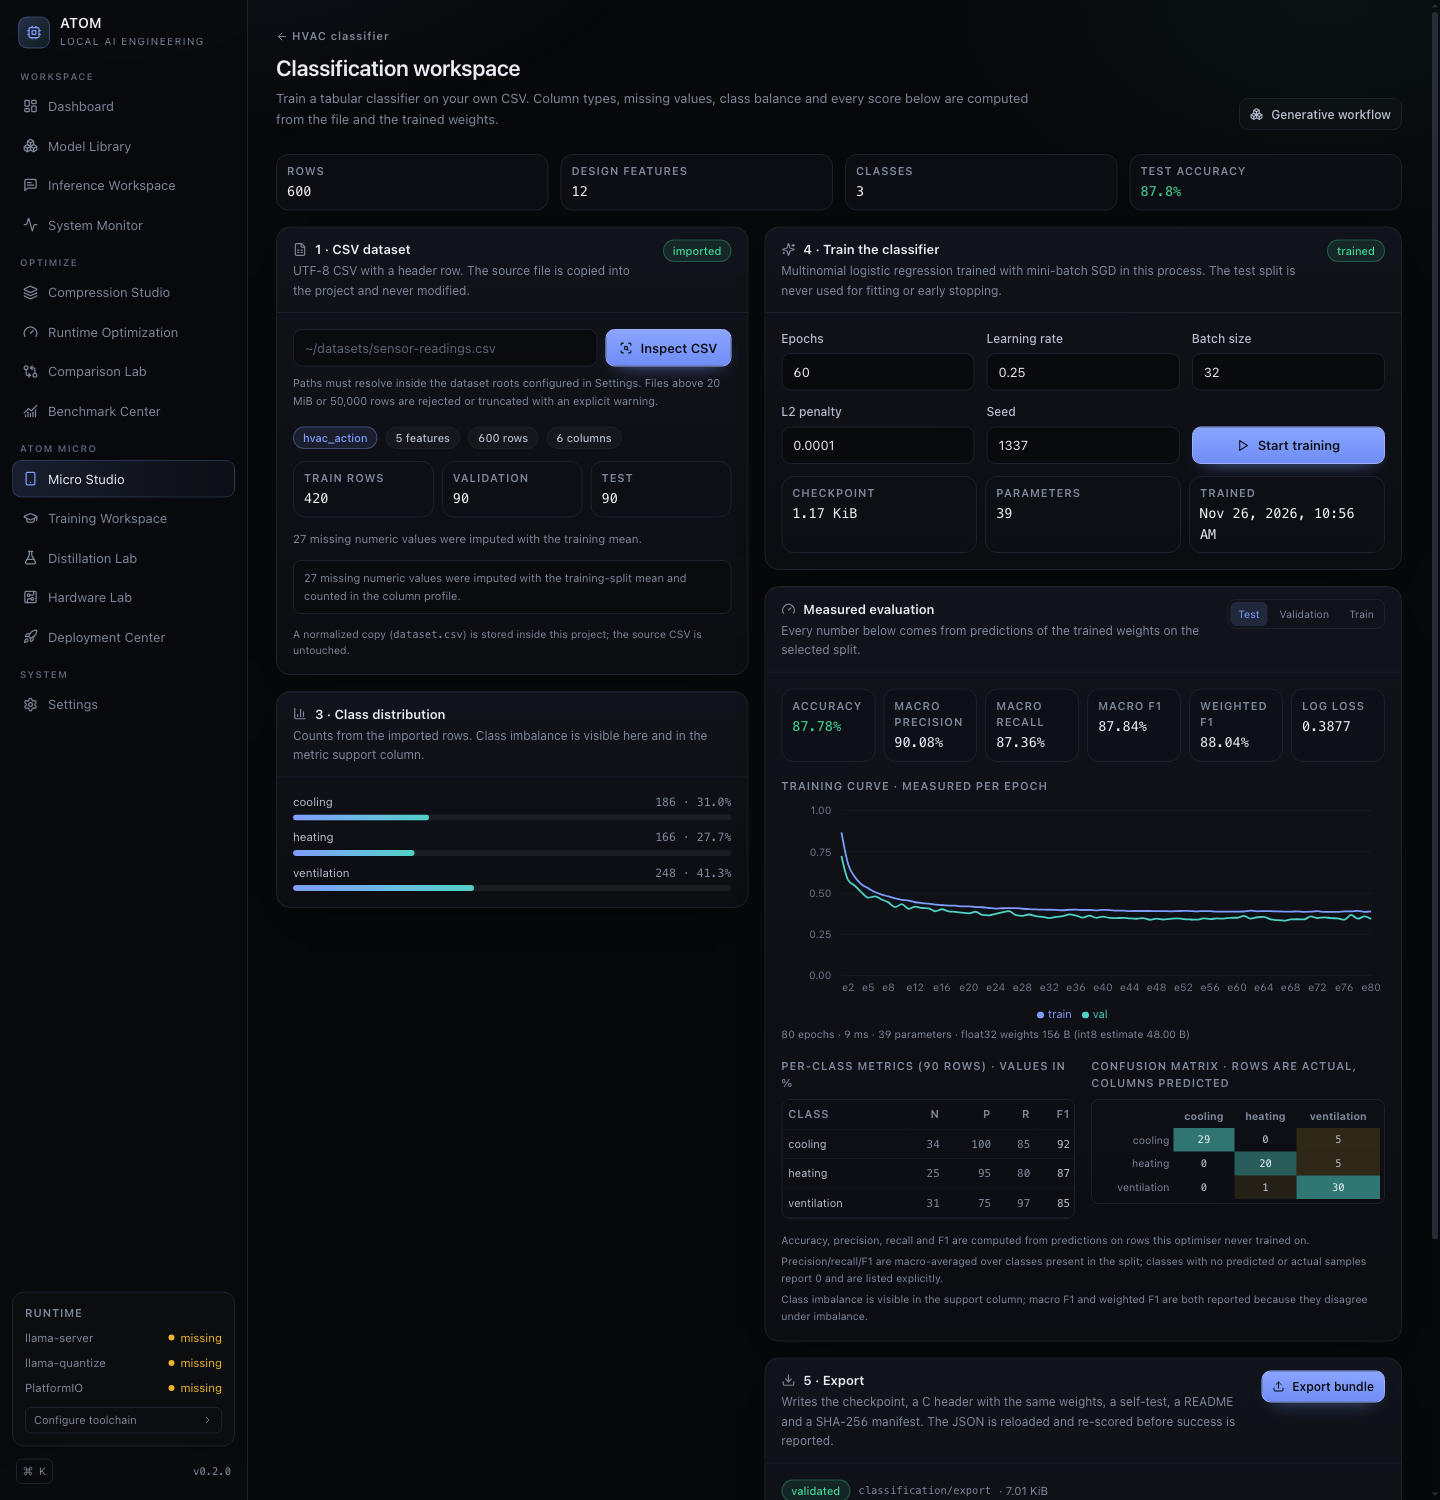 ATOM
LOCAL AI ENGINEERING
WORKSPACE
Dashboard
Model Library
Inference Workspace
System Monitor
OPTIMIZE
Compression Studio
Runtime Optimization
Comparison Lab
Benchmark Center
ATOM MICRO
Micro Studio
Training Workspace
Distillation Lab
Hardware Lab
Deployment Center
SYSTEM
Settings
RUNTIME
llama-server missing
llama-quantize missing
PlatformIO missing
Configure toolchain
⌘ K v0.2.0
← HVAC classifier
Classification workspace
Train a tabular classifier on your own CSV. Column types, missing values, class balance and every score below are computed
from the file and the trained weights.
Generative workflow
ROWS
600
DESIGN FEATURES
12
CLASSES
3
TEST ACCURACY
87.8%
1 · CSV dataset
imported
UTF-8 CSV with a header row. The source file is copied into
the project and never modified.
~/datasets/sensor-readings.csv
Inspect CSV
Paths must resolve inside the dataset roots configured in Settings. Files above 20
MiB or 50,000 rows are rejected or truncated with an explicit warning.
hvac_action 5 features 600 rows 6 columns
TRAIN ROWS
420
VALIDATION
90
TEST
90
27 missing numeric values were imputed with the training mean.
27 missing numeric values were imputed with the training-split mean and
counted in the column profile.
A normalized copy (dataset.csv) is stored inside this project; the source CSV is
untouched.
3 · Class distribution
Counts from the imported rows. Class imbalance is visible here and in the
metric support column.
cooling 186 · 31.0%
heating 166 · 27.7%
ventilation 248 · 41.3%
4 · Train the classifier
trained
Multinomial logistic regression trained with mini-batch SGD in this process. The test split is
never used for fitting or early stopping.
Epochs Learning rate Batch size
60 0.25 32
L2 penalty Seed
0.0001 1337 Start training
CHECKPOINT
1.17 KiB
PARAMETERS
39
TRAINED
Nov 26, 2026, 10:56
AM
Measured evaluation
Test Validation Train
Every number below comes from predictions of the trained weights on the
selected split.
ACCURACY
87.78%
MACRO
PRECISION
90.08%
MACRO
RECALL
87.36%
MACRO F1
87.84%
WEIGHTED
F1
88.04%
LOG LOSS
0.3877
TRAINING CURVE · MEASURED PER EPOCH
1.00
0.75
0.50
0.25
0.00
e2 e5 e8 e12 e16 e20 e24 e28 e32 e36 e40 e44 e48 e52 e56 e60 e64 e68 e72 e76 e80
train val
80 epochs · 9 ms · 39 parameters · float32 weights 156 B (int8 estimate 48.00 B)
PER-CLASS METRICS (90 ROWS) · VALUES IN
%
CLASS N P R F1
cooling 34 100 85 92
heating 25 95 80 87
ventilation 31 75 97 85
CONFUSION MATRIX · ROWS ARE ACTUAL,
COLUMNS PREDICTED
cooling heating ventilation
cooling 29 0 5
heating 0 20 5
ventilation 0 1 30
Accuracy, precision, recall and F1 are computed from predictions on rows this optimiser never trained on.
Precision/recall/F1 are macro-averaged over classes present in the split; classes with no predicted or actual samples
report 0 and are listed explicitly.
Class imbalance is visible in the support column; macro F1 and weighted F1 are both reported because they disagree
under imbalance.
5 · Export
Export bundle
Writes the checkpoint, a C header with the same weights, a self-test, a README
and a SHA-256 manifest. The JSON is reloaded and re-scored before success is
reported.
validated classification/export · 7.01 KiB